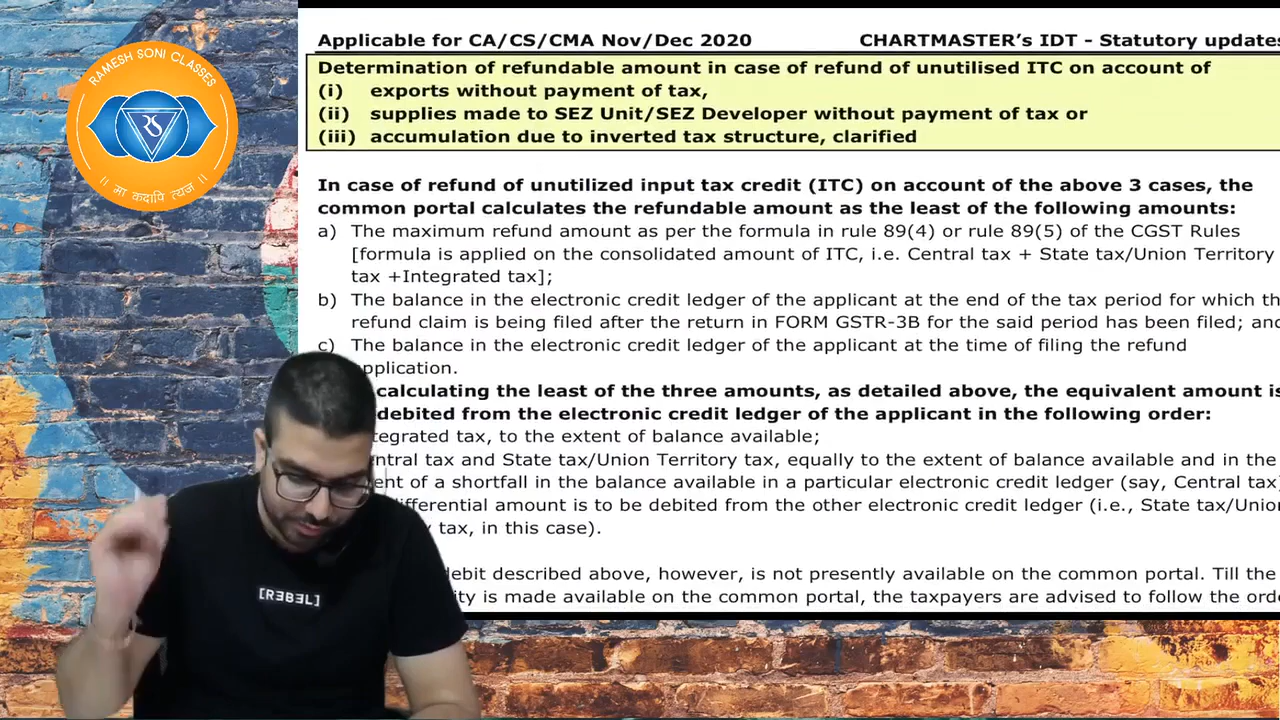 RAMESH SONI CLASSES
।। मा कदापि त्यज ।।
Applicable for CA/CS/CMA Nov/Dec 2020 CHARTMASTER's IDT - Statutory updates
Determination of refundable amount in case of refund of unutilised ITC on account of
(i) exports without payment of tax,
(ii) supplies made to SEZ Unit/SEZ Developer without payment of tax or
(iii) accumulation due to inverted tax structure, clarified
In case of refund of unutilized input tax credit (ITC) on account of the above 3 cases, the
common portal calculates the refundable amount as the least of the following amounts:
a) The maximum refund amount as per the formula in rule 89(4) or rule 89(5) of the CGST Rules
[formula is applied on the consolidated amount of ITC, i.e. Central tax + State tax/Union Territory
tax +Integrated tax];
b) The balance in the electronic credit ledger of the applicant at the end of the tax period for which th
refund claim is being filed after the return in FORM GSTR-3B for the said period has been filed; and
c) The balance in the electronic credit ledger of the applicant at the time of filing the refund
pplication.
calculating the least of the three amounts, as detailed above, the equivalent amount is
debited from the electronic credit ledger of the applicant in the following order:
tegrated tax, to the extent of balance available;
ntral tax and State tax/Union Territory tax, equally to the extent of balance available and in the
ent of a shortfall in the balance available in a particular electronic credit ledger (say, Central tax)
fferential amount is to be debited from the other electronic credit ledger (i.e., State tax/Union
tax, in this case).
debit described above, however, is not presently available on the common portal. Till the
ity is made available on the common portal, the taxpayers are advised to follow the orde
[REBEL]